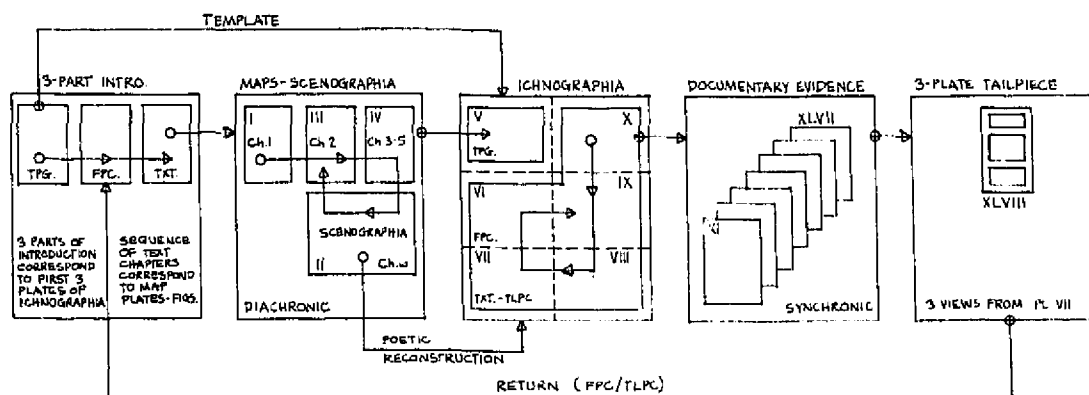 TEMPLATE
3-PART INTRO.
TPG.
FPC.
TXT.
3 PARTS OF
INTRODUCTION
CORRESPOND
TO FIRST 3
PLATES OF
ICHNOGRAPHIA
SEQUENCE
OF TEXT
CHAPTERS
CORRESPOND
TO MAP
PLATES-FIGS.
MAPS-SCENOGRAPHIA
I
Ch.1
III
Ch 2
IV
Ch 3-5
SCENOGRAPHIA
II
DIACHRONIC
POETIC
RECONSTRUCTION
ICHNOGRAPHIA
V
TPG.
X
VI
IX
FPC.
VII
VIII
TXT.-TLPC
DOCUMENTARY EVIDENCE
XLVII
XI
SYNCHRONIC
3-PLATE TAILPIECE
XLVIII
3 VIEWS FROM PL VII
RETURN (FPC/TLPC)